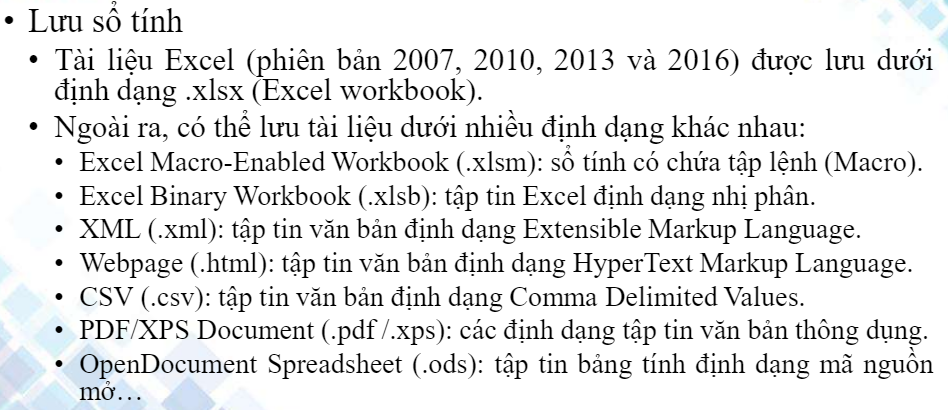 • Lưu sổ tính
• Tài liệu Excel (phiên bản 2007, 2010, 2013 và 2016) được lưu dưới
định dạng .xlsx (Excel workbook).
• Ngoài ra, có thể lưu tài liệu dưới nhiều định dạng khác nhau:
• Excel Macro-Enabled Workbook (.xlsm): sổ tính có chứa tập lệnh (Macro).
• Excel Binary Workbook (.xlsb): tập tin Excel định dạng nhị phân.
• XML (.xml): tập tin văn bản định dạng Extensible Markup Language.
• Webpage (.html): tập tin văn bản định dạng HyperText Markup Language.
• CSV (.csv): tập tin văn bản định dạng Comma Delimited Values.
• PDF/XPS Document (.pdf /.xps): các định dạng tập tin văn bản thông dụng.
• OpenDocument Spreadsheet (.ods): tập tin bảng tính định dạng mã nguồn
mở…